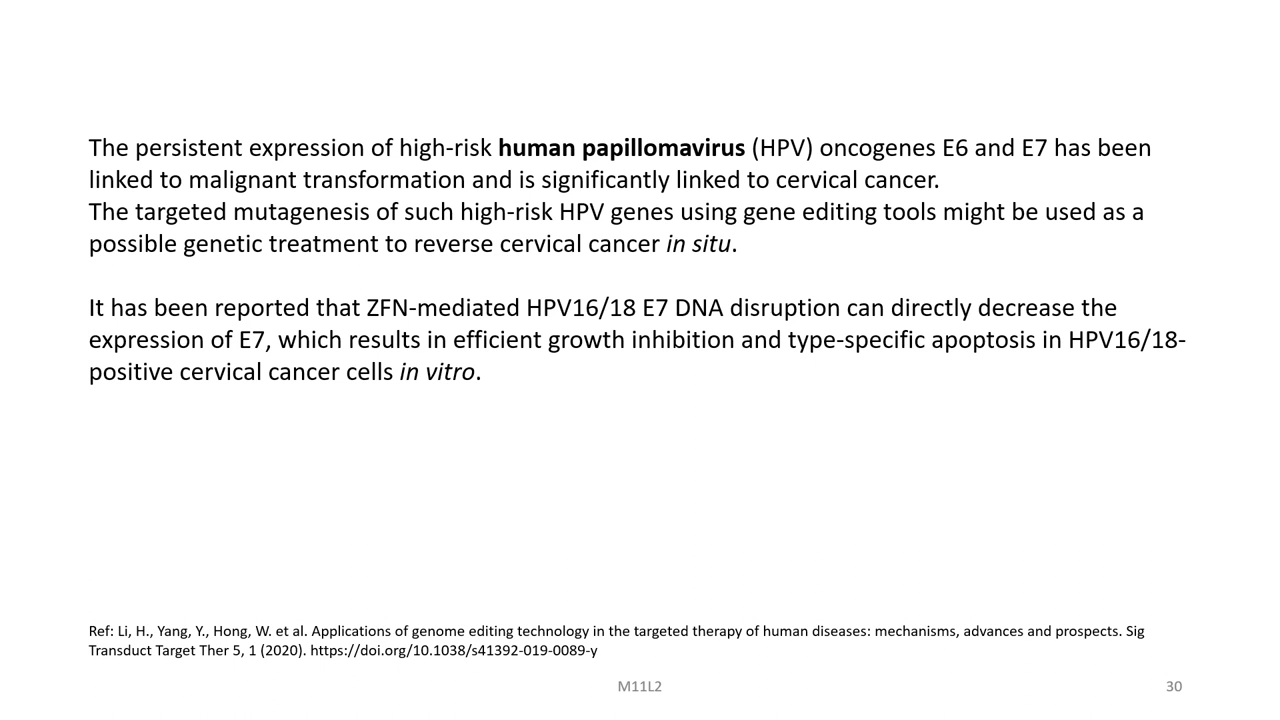 The persistent expression of high-risk human papillomavirus (HPV) oncogenes E6 and E7 has been
linked to malignant transformation and is significantly linked to cervical cancer.
The targeted mutagenesis of such high-risk HPV genes using gene editing tools might be used as a
possible genetic treatment to reverse cervical cancer in situ.
It has been reported that ZFN-mediated HPV16/18 E7 DNA disruption can directly decrease the
expression of E7, which results in efficient growth inhibition and type-specific apoptosis in HPV16/18-
positive cervical cancer cells in vitro.
Ref: Li, H., Yang, Y., Hong, W. et al. Applications of genome editing technology in the targeted therapy of human diseases: mechanisms, advances and prospects. Sig
Transduct Target Ther 5, 1 (2020). https://doi.org/10.1038/s41392-019-0089-y
M11L2
30